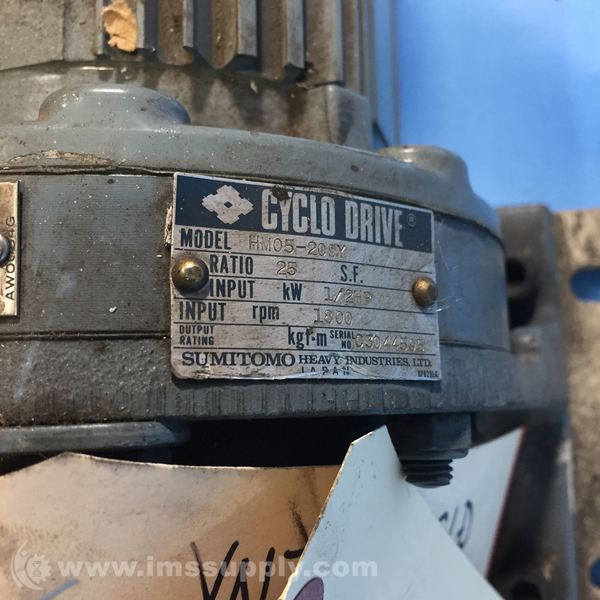 CYCLO DRIVE®
MODEL HM05-206Y
RATIO 25 S.F.
INPUT kW 1/2HP
INPUT rpm 1800
OUTPUT RATING kgf·m SERIAL NO.
SUMITOMO HEAVY INDUSTRIES, LTD.
JAPAN
www.imssupply.com